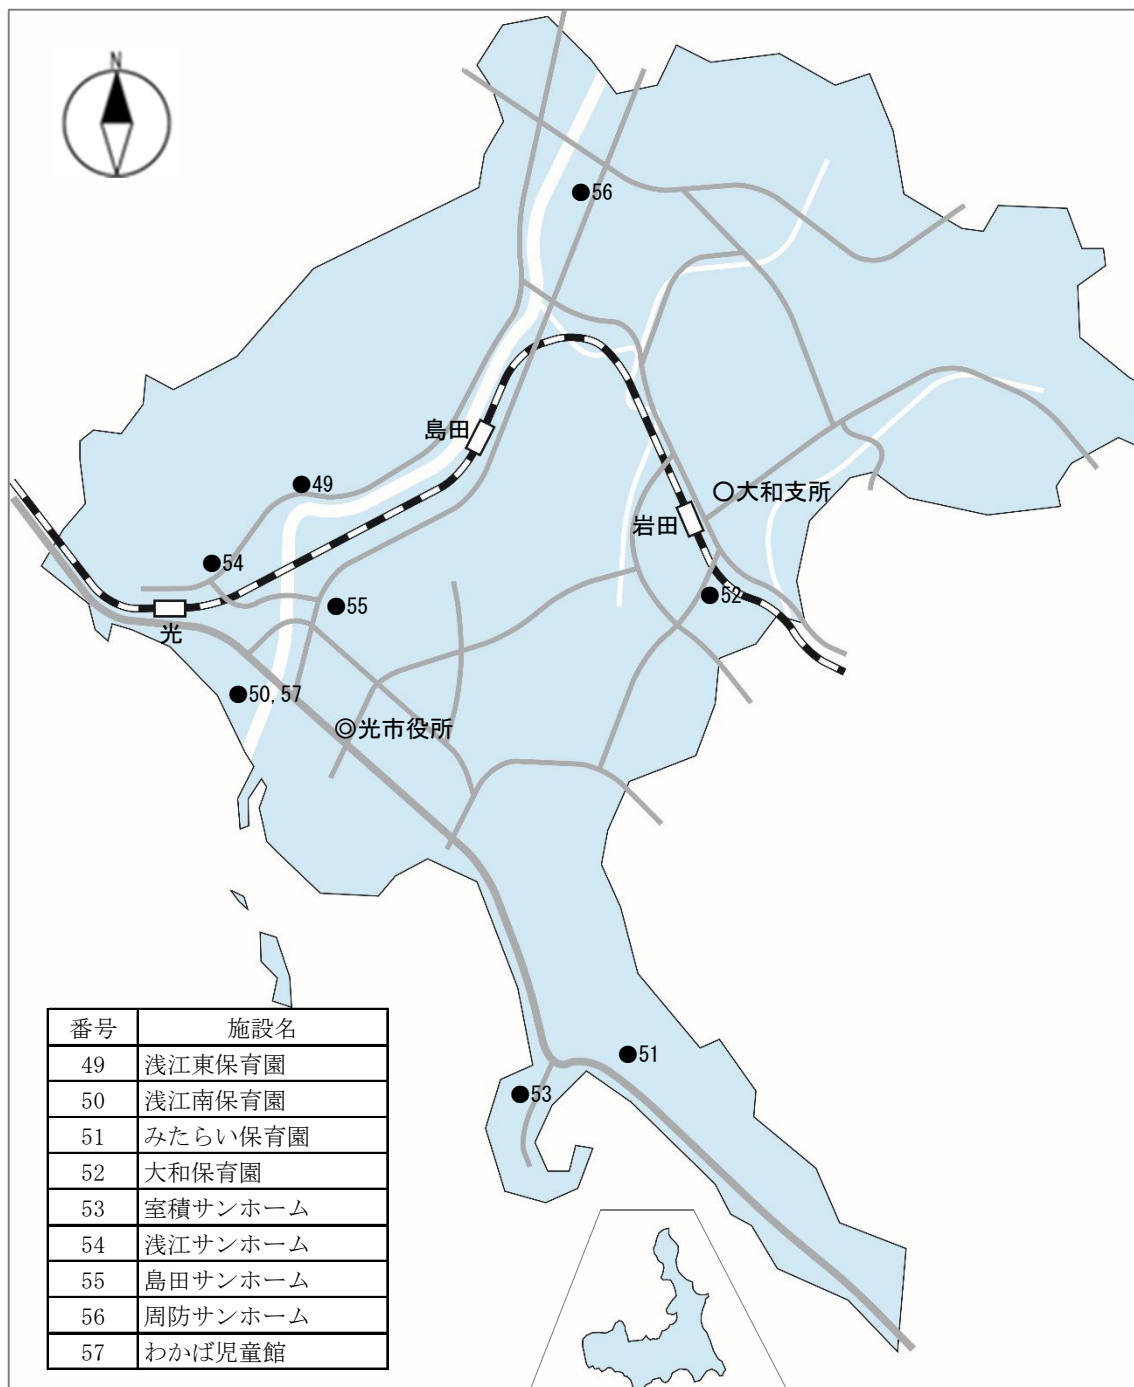 N
●56
島田
●49
○大和支所
岩田
●54
●52
●55
光
●50,57
◎光市役所
番号 施設名
49 浅江東保育園
50 浅江南保育園
51 みたらい保育園
52 大和保育園
53 室積サンホーム
54 浅江サンホーム
55 島田サンホーム
56 周防サンホーム
57 わかば児童館
●51
●53